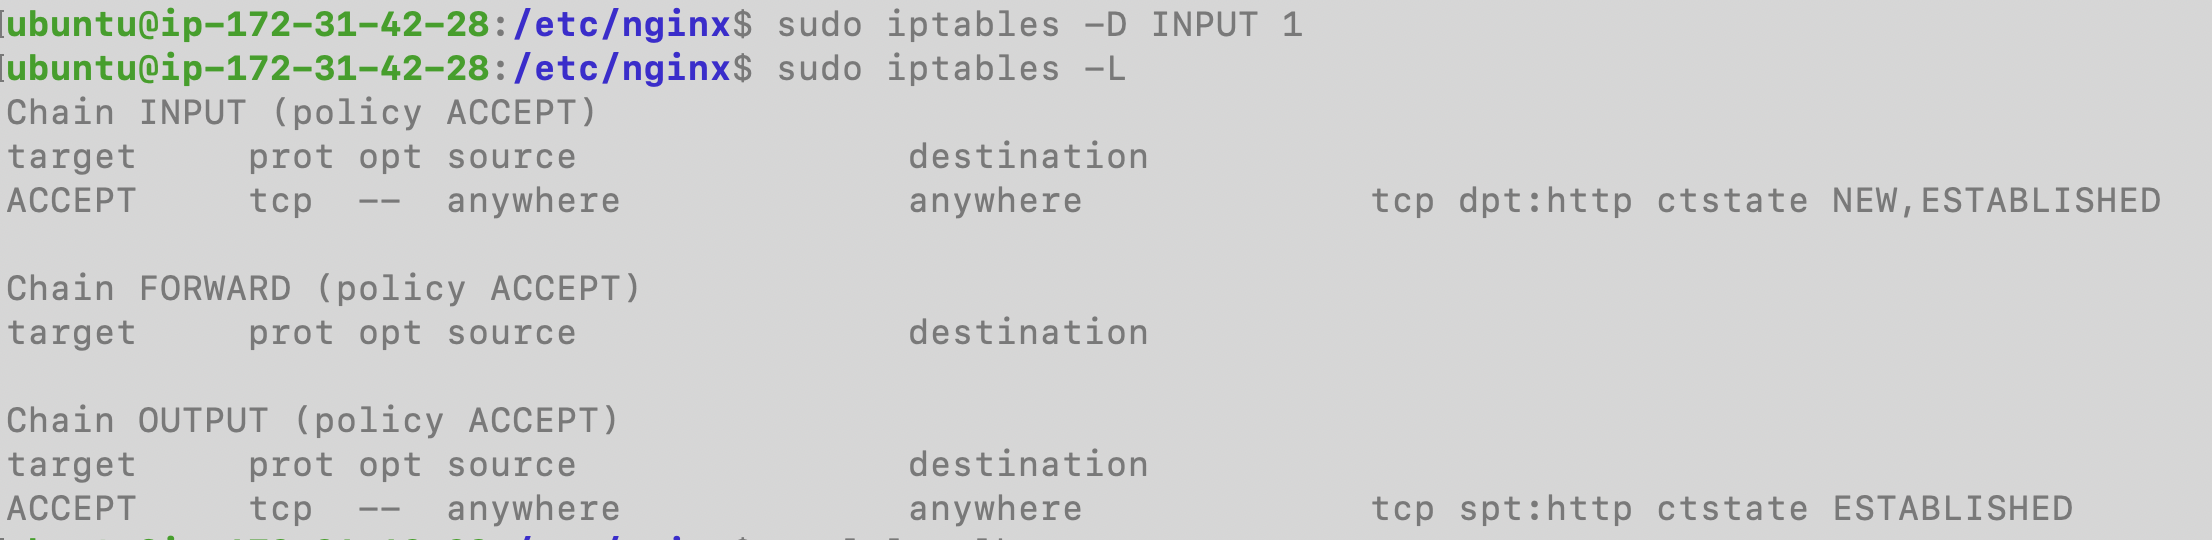 ubuntu@ip-172-31-42-28:/etc/nginx$ sudo iptables -D INPUT 1
ubuntu@ip-172-31-42-28:/etc/nginx$ sudo iptables -L
Chain INPUT (policy ACCEPT)
target     prot opt source               destination
ACCEPT     tcp  --  anywhere             anywhere             tcp dpt:http ctstate NEW,ESTABLISHED
Chain FORWARD (policy ACCEPT)
target     prot opt source               destination
Chain OUTPUT (policy ACCEPT)
target     prot opt source               destination
ACCEPT     tcp  --  anywhere             anywhere             tcp spt:http ctstate ESTABLISHED